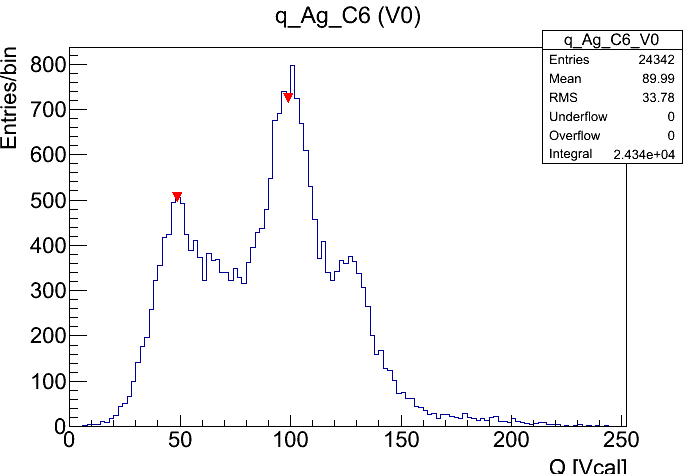 q_Ag_C6 (V0)
q_Ag_C6_V0
Entries 24342
Mean 89.99
RMS 33.78
Underflow 0
Overflow 0
Integral 2.434e+04
Entries/bin
800
700
600
500
400
300
200
100
0
0 50 100 150 200 250
Q [Vcal]